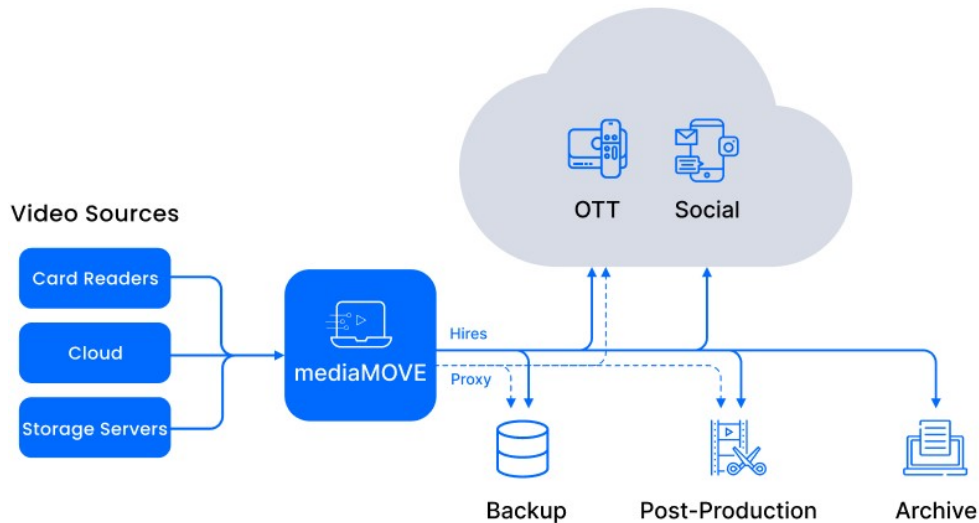 OTT
Social
Video Sources
Card Readers
Cloud
Storage Servers
mediaMOVE
Hires
Proxy
Backup
Post-Production
Archive